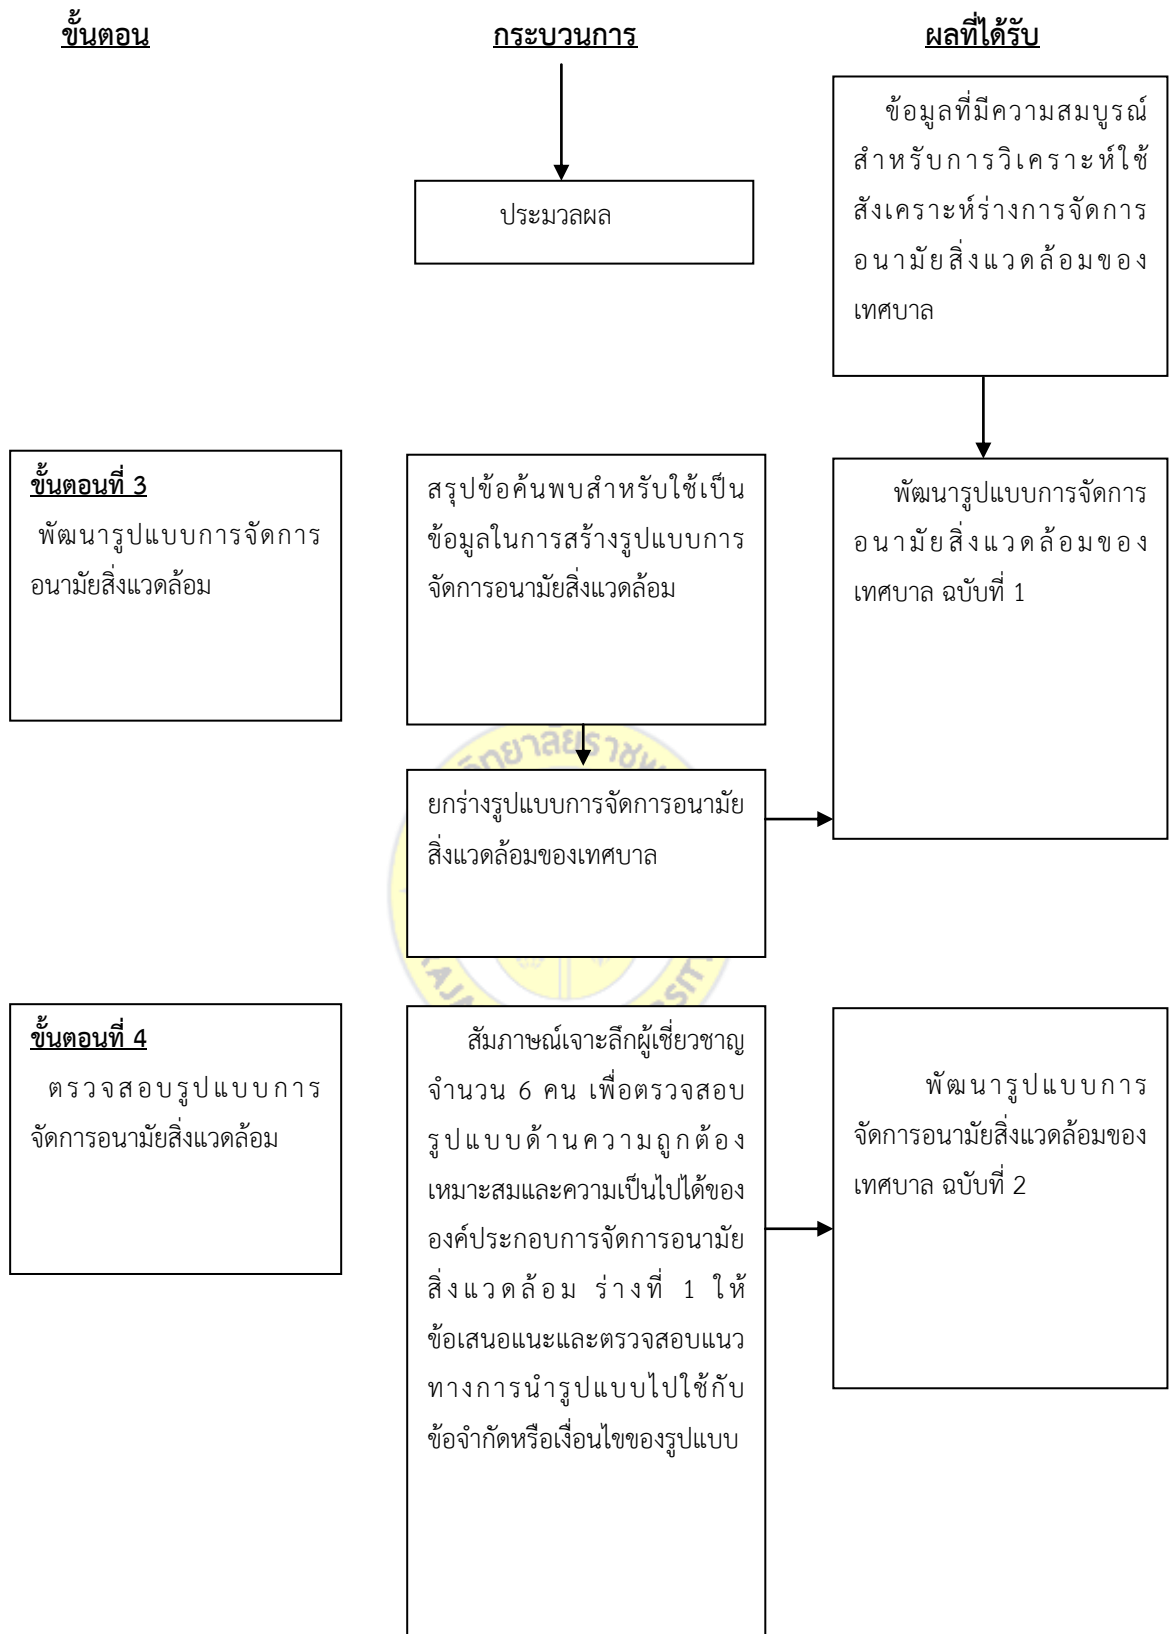 ขั้นตอน
กระบวนการ
ผลที่ได้รับ
ประมวลผล
ข้อมูลที่มีความสมบูรณ์
สำหรับการวิเคราะห์ใช้
สังเคราะห์ร่างการจัดการ
อนามัยสิ่งแวดล้อมของ
เทศบาล
ขั้นตอนที่ 3
พัฒนารูปแบบการจัดการ
อนามัยสิ่งแวดล้อม
สรุปข้อค้นพบสำหรับใช้เป็น
ข้อมูลในการสร้างรูปแบบการ
จัดการอนามัยสิ่งแวดล้อม
พัฒนารูปแบบการจัดการ
อนามัยสิ่งแวดล้อมของ
เทศบาล ฉบับที่ 1
ยกร่างรูปแบบการจัดการอนามัย
สิ่งแวดล้อมของเทศบาล
ขั้นตอนที่ 4
ตรวจสอบรูปแบบการ
จัดการอนามัยสิ่งแวดล้อม
สัมภาษณ์เจาะลึกผู้เชี่ยวชาญ
จำนวน 6 คน เพื่อตรวจสอบ
รูปแบบด้านความถูกต้อง
เหมาะสมและความเป็นไปได้ของ
องค์ประกอบการจัดการอนามัย
สิ่งแวดล้อม ร่างที่ 1 ให้
ข้อเสนอแนะและตรวจสอบแนว
ทางการนำรูปแบบไปใช้กับ
ข้อจำกัดหรือเงื่อนไขของรูปแบบ
พัฒนารูปแบบการ
จัดการอนามัยสิ่งแวดล้อมของ
เทศบาล ฉบับที่ 2